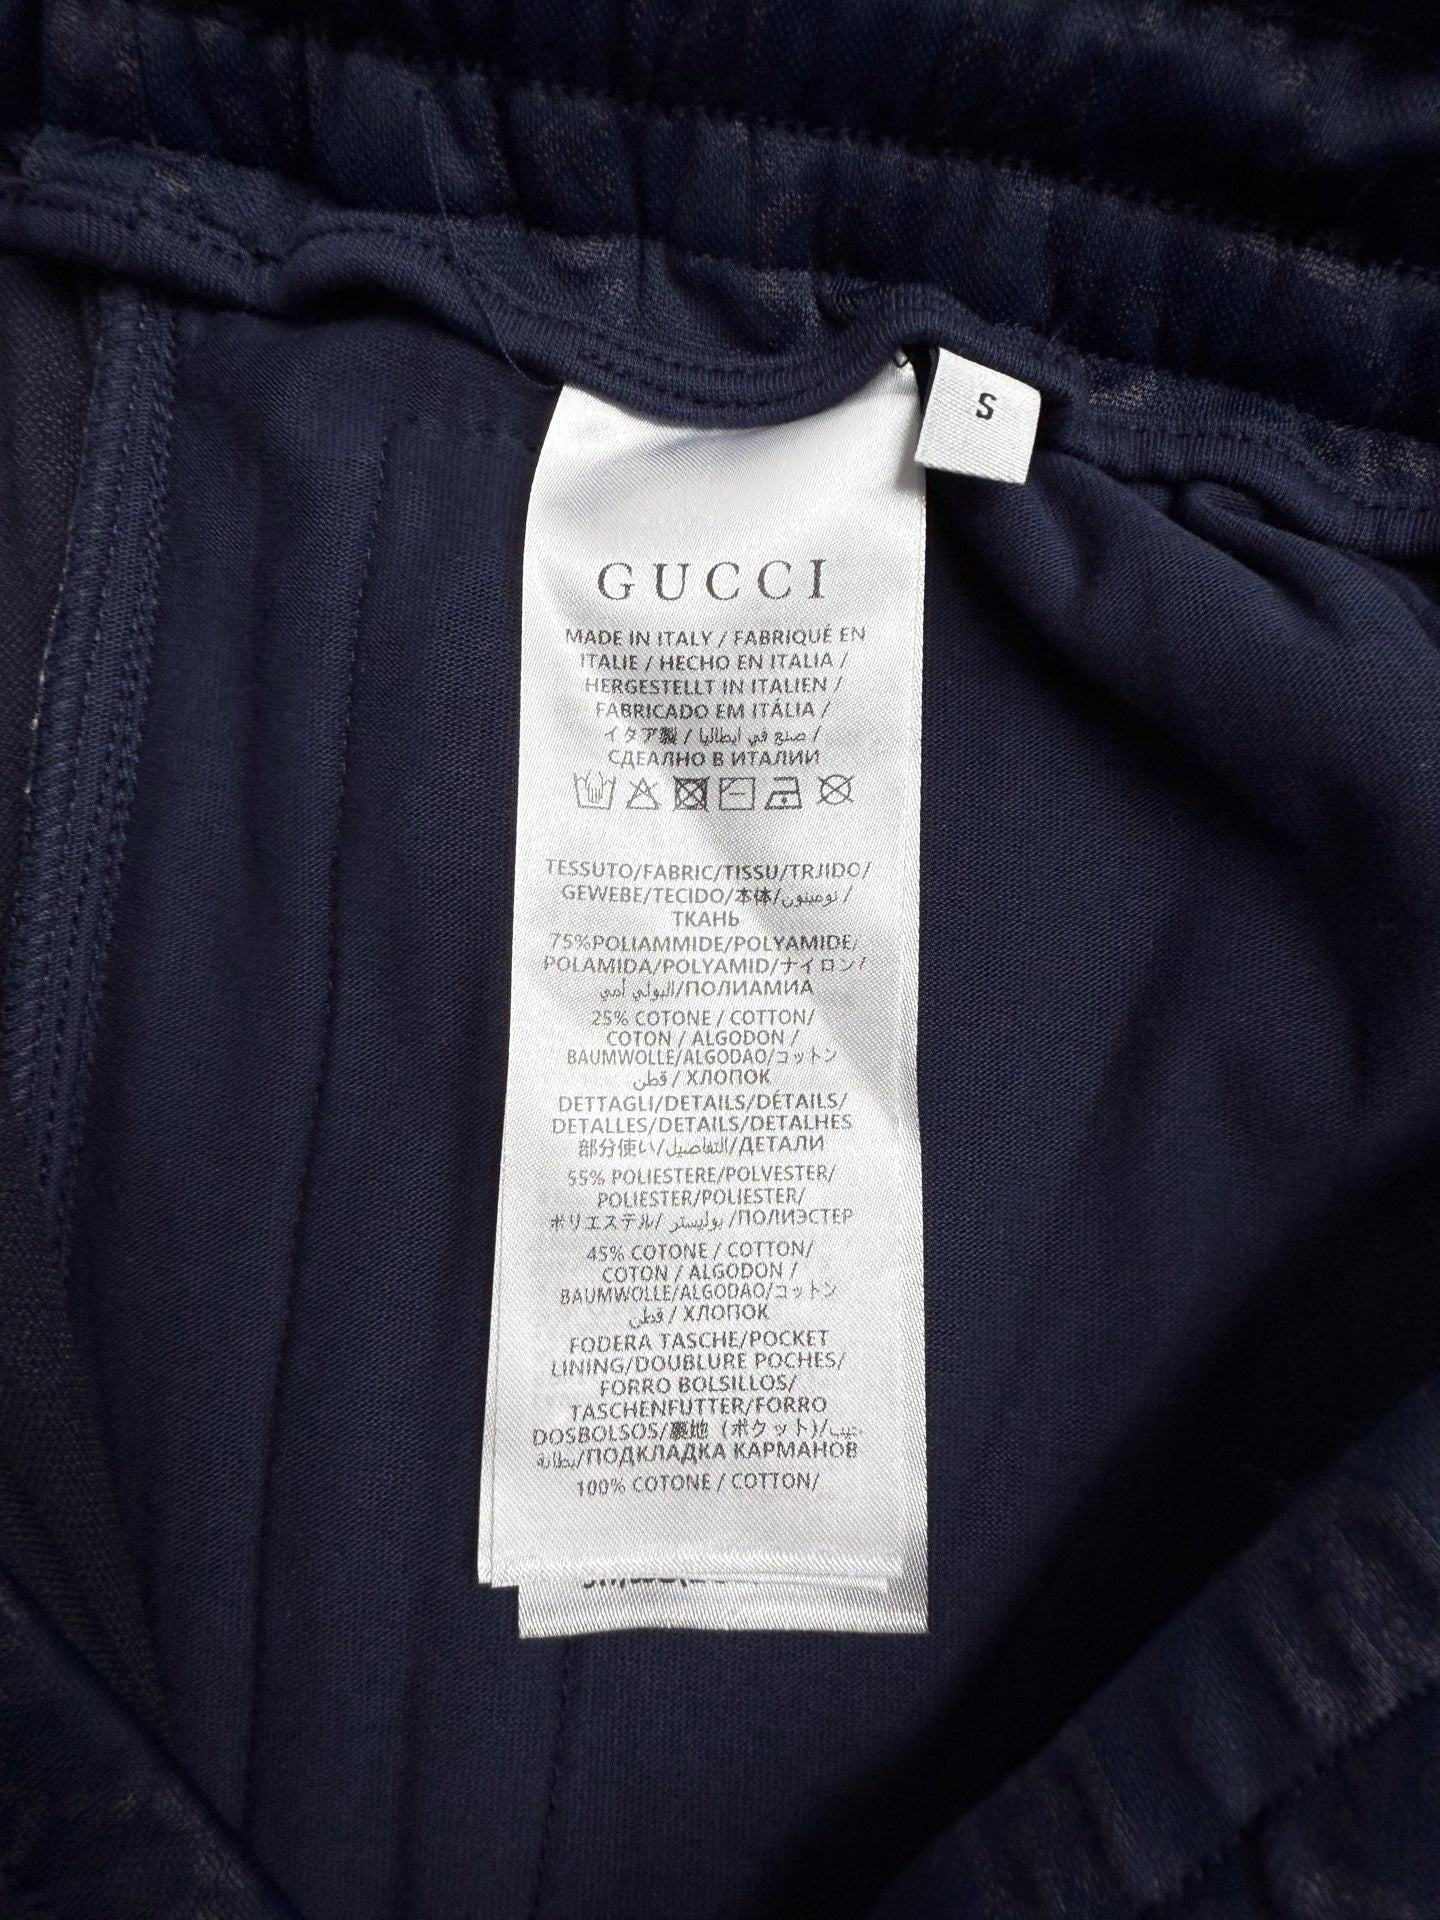 S
GUCCI
MADE IN ITALY / FABRIQUÉ EN
ITALIE / HECHO EN ITALIA /
HERGESTELLT IN ITALIEN /
FABRICADO EM ITÁLIA /
イタア製 / صنع في ايطاليا /
СДЕАЛНО В ИТАЛИИ
TESSUTO/FABRIC/TISSU/TRJIDO/
GEWEBE/TECIDO/本体/نومينون/
ТКАНЬ
75%POLIAMMIDE/POLYAMIDE/
POLAMIDA/POLYAMID/ナイロン/
البولي أمي/ПОЛИАМИА
25% COTONE / COTTON/
COTON / ALGODON /
BAUMWOLLE/ALGODAO/コットン
قطن / ХЛОПОК
DETTAGLI/DETAILS/DÉTAILS/
DETALLES/DETAILS/DETALHES
部分使い/التفاصيل/ДЕТАЛИ
55% POLIESTERE/POLVESTER/
POLIESTER/POLIESTER/
ポリエステル/ بوليستر /ПОЛИЭСТЕР
45% COTONE / COTTON/
COTON / ALGODON /
BAUMWOLLE/ALGODAO/コットン
قطن / ХЛОПОК
FODERA TASCHE/POCKET
LINING/DOUBLURE POCHES/
FORRO BOLSILLOS/
TASCHENFUTTER/FORRO
DOSBOLSOS/裏地 (ポケット)/
بطانة/ПОДКЛАДКА КАРМАНОВ
100% COTONE / COTTON/